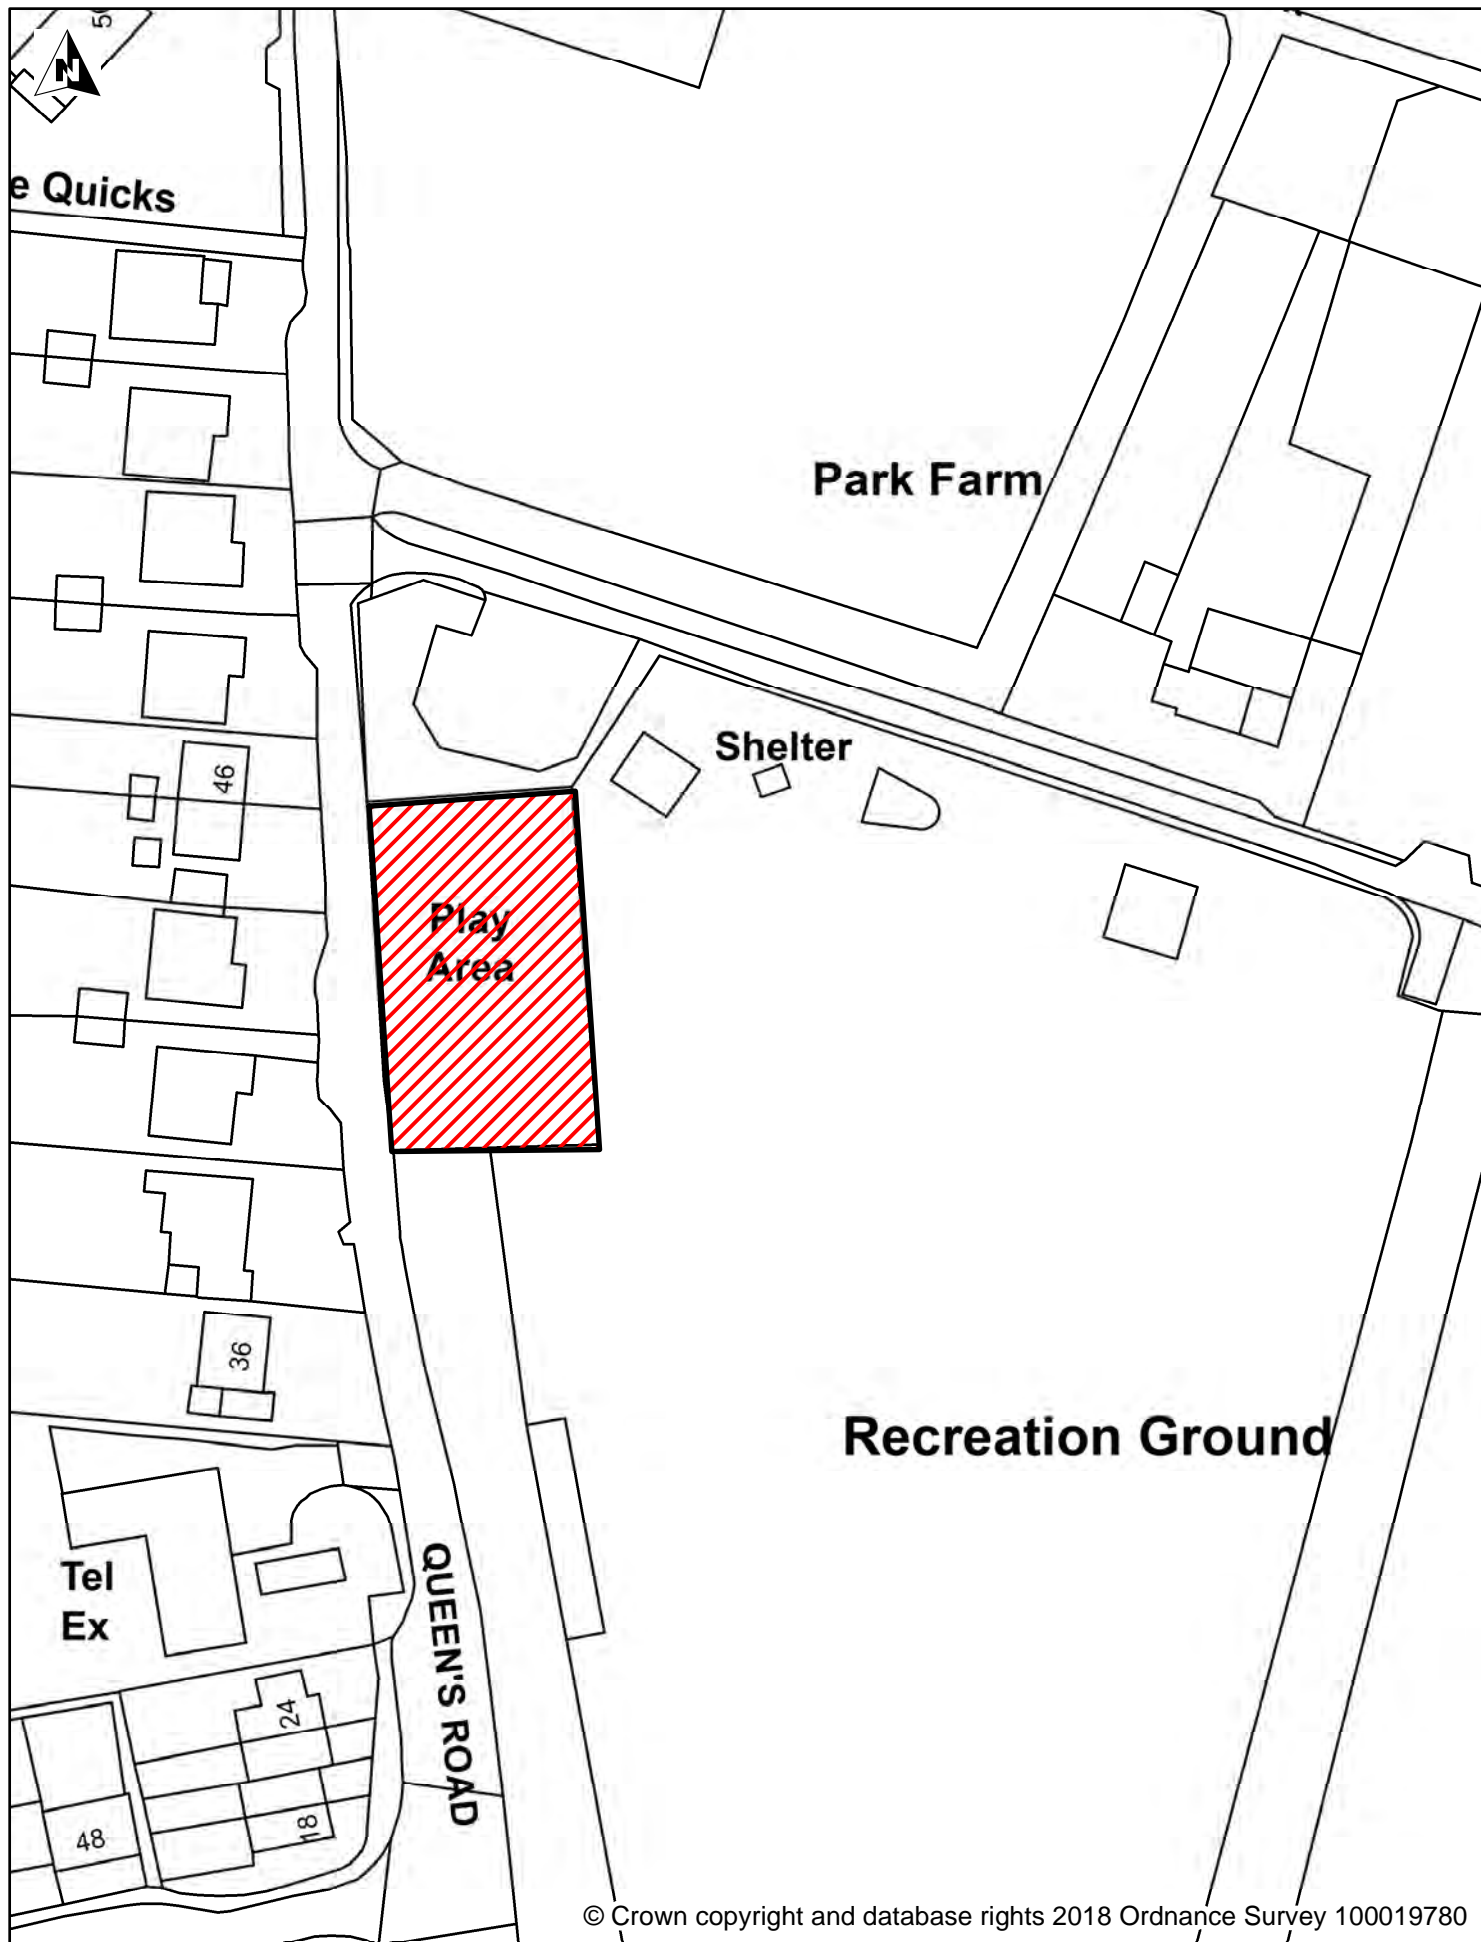 N
e Quicks
Park Farm
Shelter
46
Play
Area
36
Recreation Ground
Tel
Ex
QUEEN'S ROAD
24
18
48
© Crown copyright and database rights 2018 Ordnance Survey 100019780